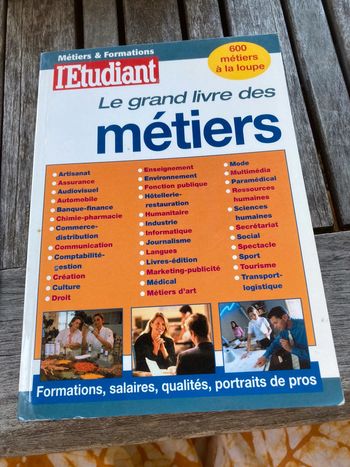 Métiers & Formations
l'Etudiant
600
métiers
à la loupe
Le grand livre des
métiers
Artisanat
Assurance
Audiovisuel
Automobile
Banque-finance
Chimie-pharmacie
Commerce-
distribution
Communication
Comptabilité-
gestion
Création
Culture
Droit
Enseignement
Environnement
Fonction publique
Hôtellerie-
restauration
Humanitaire
Industrie
Informatique
Journalisme
Langues
Livres-édition
Marketing-publicité
Médical
Métiers d'art
Mode
Multimédia
Paramédical
Ressources
humaines
Sciences
humaines
Secrétariat
Social
Spectacle
Sport
Tourisme
Transport-
logistique
Formations, salaires, qualités, portraits de pros